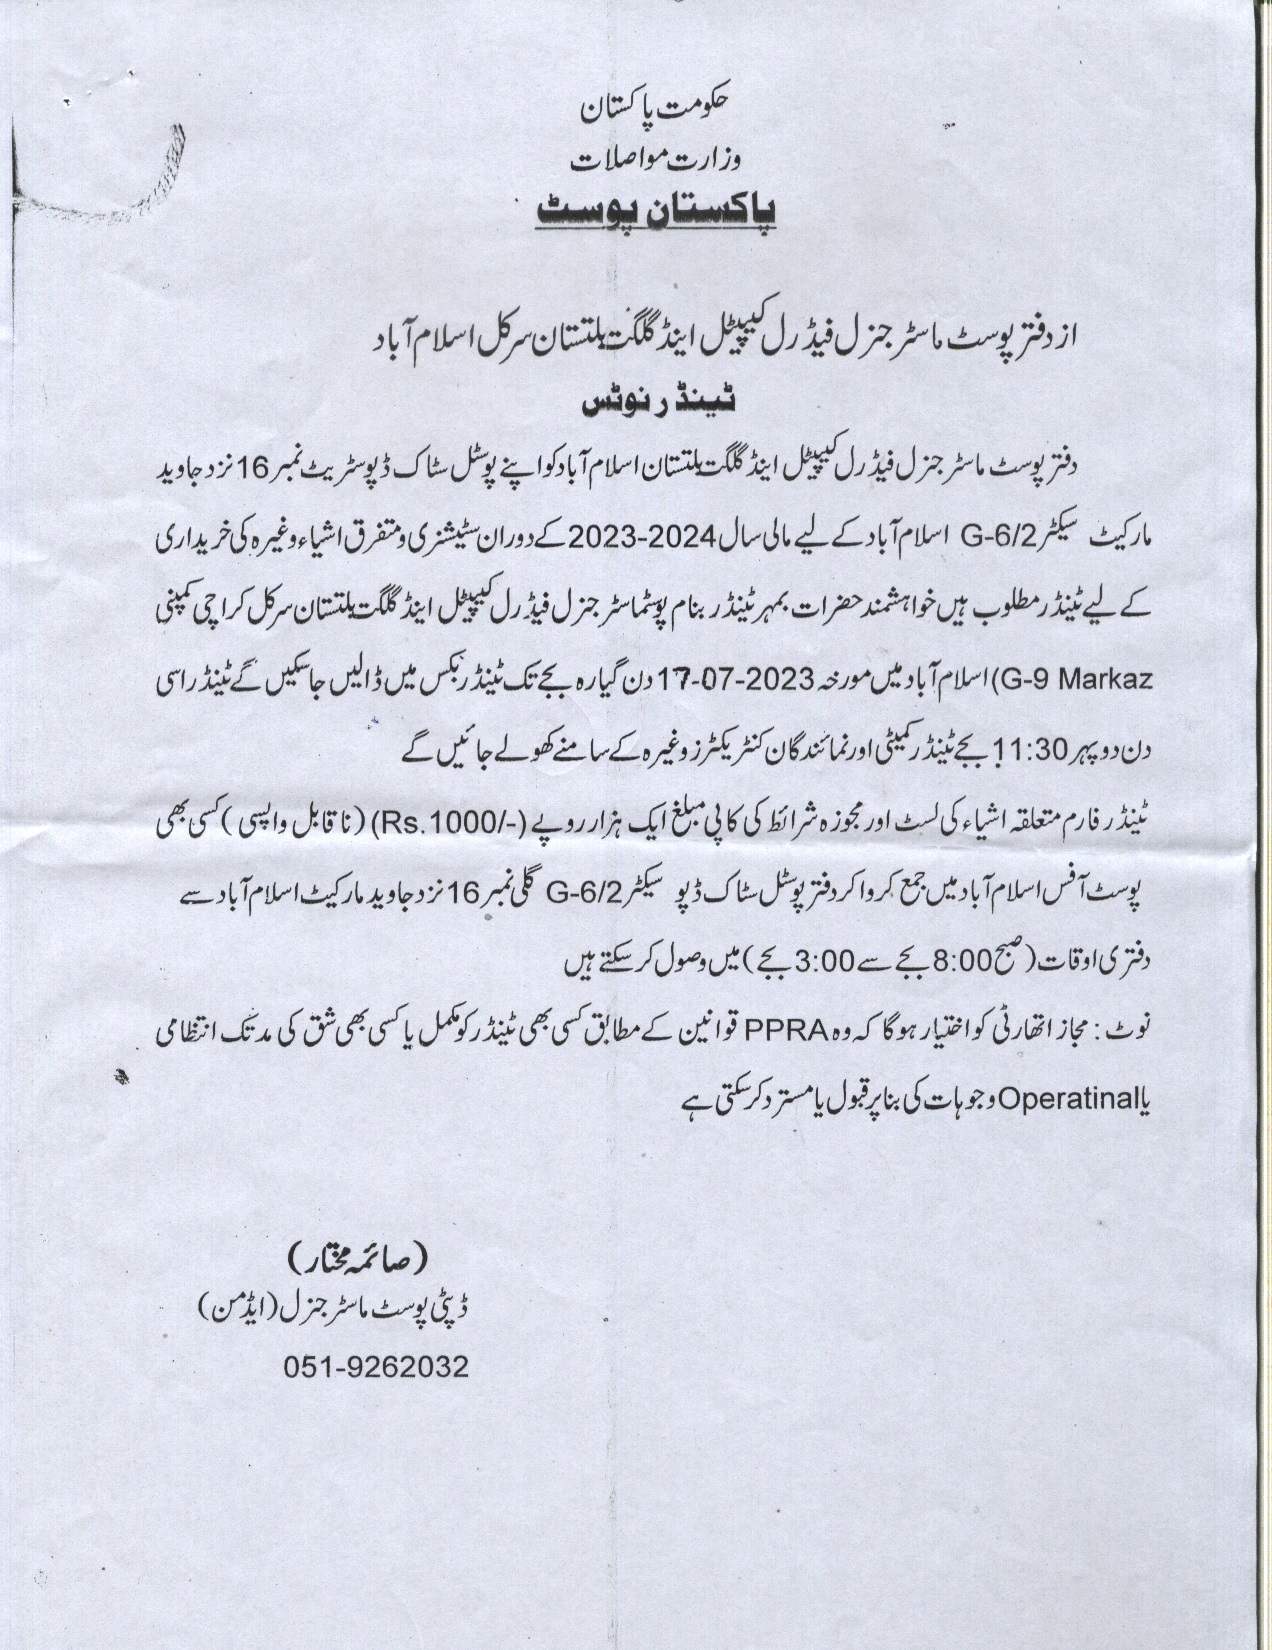 حکومت پاکستان
وزارت مواصلات
پاکستان پوسٹ
از دفتر پوسٹ ماسٹر جنرل فیڈرل کیپیٹل اینڈ گلگت بلتستان سرکل اسلام آباد
ٹینڈر نوٹس
دفتر پوسٹ ماسٹر جنرل فیڈرل کیپیٹل اینڈ گلگت بلتستان اسلام آباد کو اپنے پوسٹل سٹاک ڈپو سٹریٹ نمبر 16 نزد جاوید
مارکیٹ سیکٹر G-6/2 اسلام آباد کے لیے مالی سال 2023-2024 کے دوران سٹیشنری و متفرق اشیاء وغیرہ کی خریداری
کے لیے ٹینڈر مطلوب ہیں خواہشمند حضرات بمہر ٹینڈر بنام پوسٹماسٹر جنرل فیڈرل کیپیٹل اینڈ گلگت بلتستان سرکل کراچی کمپنی
G-9 Markaz) اسلام آباد میں مورخہ 17-07-2023 دن گیارہ بجے تک ٹینڈر بکس میں ڈالیں جا سکیں گے ٹینڈر اسی
دن دوپہر 11:30 بجے ٹینڈر کمیٹی اور نمائندگان کنٹریکٹرز وغیرہ کے سامنے کھولے جائیں گے
ٹینڈر فارم متعلقہ اشیاء کی لسٹ اور مجوزہ شرائط کی کاپی مبلغ ایک ہزار روپے (Rs.1000/-) (ناقابل واپسی) کسی بھی
پوسٹ آفس اسلام آباد میں جمع کروا کر دفتر پوسٹل سٹاک ڈپو سیکٹر G-6/2 گلی نمبر 16 نزد جاوید مارکیٹ اسلام آباد سے
دفتری اوقات (صبح 8:00 بجے سے 3:00 بجے) میں وصول کر سکتے ہیں
نوٹ: مجاز اتھارٹی کو اختیار ہوگا کہ وہ PPRA قوانین کے مطابق کسی بھی ٹینڈر کو مکمل یا کسی بھی شق کی مد تک انتظامی
یا Operatinal وجوہات کی بنا پر قبول یا مسترد کر سکتی ہے
(صائمہ مختار)
ڈپٹی پوسٹ ماسٹر جنرل (ایڈمن)
051-9262032